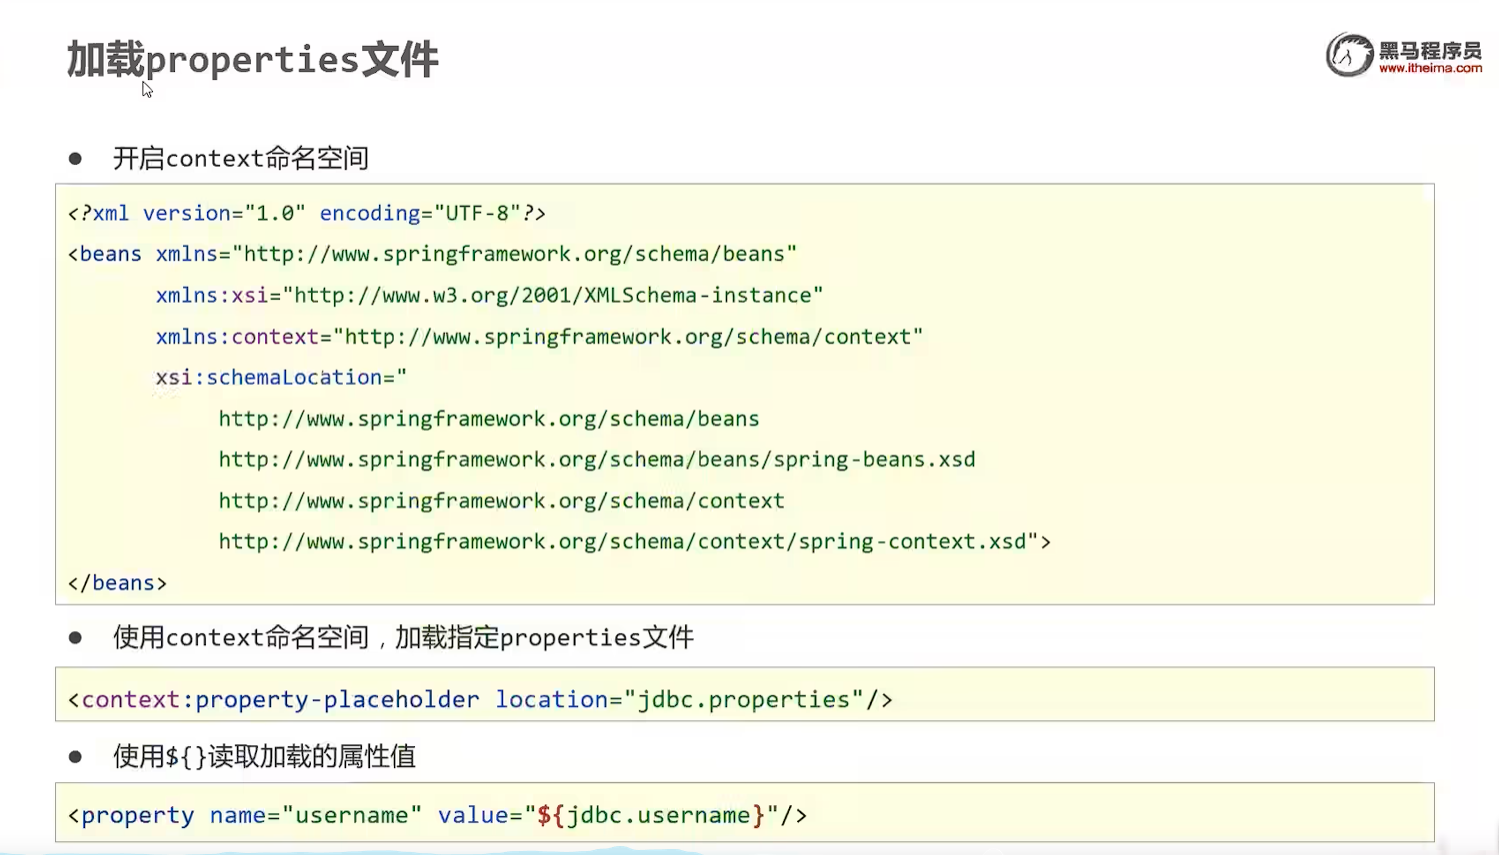 加载properties文件
黑马程序员
www.itheima.com
● 开启context命名空间
<?xml version="1.0" encoding="UTF-8"?>
<beans xmlns="http://www.springframework.org/schema/beans"
xmlns:xsi="http://www.w3.org/2001/XMLSchema-instance"
xmlns:context="http://www.springframework.org/schema/context"
xsi:schemaLocation="
http://www.springframework.org/schema/beans
http://www.springframework.org/schema/beans/spring-beans.xsd
http://www.springframework.org/schema/context
http://www.springframework.org/schema/context/spring-context.xsd">
</beans>
● 使用context命名空间，加载指定properties文件
<context:property-placeholder location="jdbc.properties"/>
● 使用${}读取加载的属性值
<property name="username" value="${jdbc.username}"/>